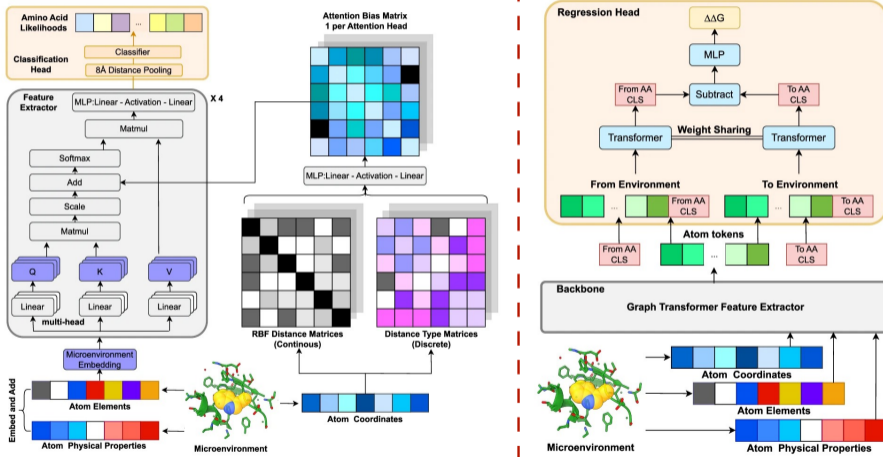 Amino Acid
Likelihoods
...
Classifier
Classification
Head
8Å Distance Pooling
Feature
Extractor
MLP:Linear - Activation - Linear
X 4
Matmul
Softmax
Add
Scale
Matmul
Q
K
V
Linear
Linear
Linear
multi-head
Microenvironment
Embedding
Embed and Add
Atom Elements
Atom Physical Properties
Microenvironment
Attention Bias Matrix
1 per Attention Head
MLP:Linear - Activation - Linear
RBF Distance Matrices
(Continous)
Distance Type Matrices
(Discrete)
Atom Coordinates
Regression Head
ΔΔG
MLP
From AA
CLS
Subtract
To AA
CLS
Transformer
Weight Sharing
Transformer
From Environment
To Environment
...
From AA
CLS
...
To AA
CLS
Atom tokens
From AA
CLS
...
To AA
CLS
Backbone
Graph Transformer Feature Extractor
Atom Coordinates
Atom Elements
Atom Physical Properties
Microenvironment